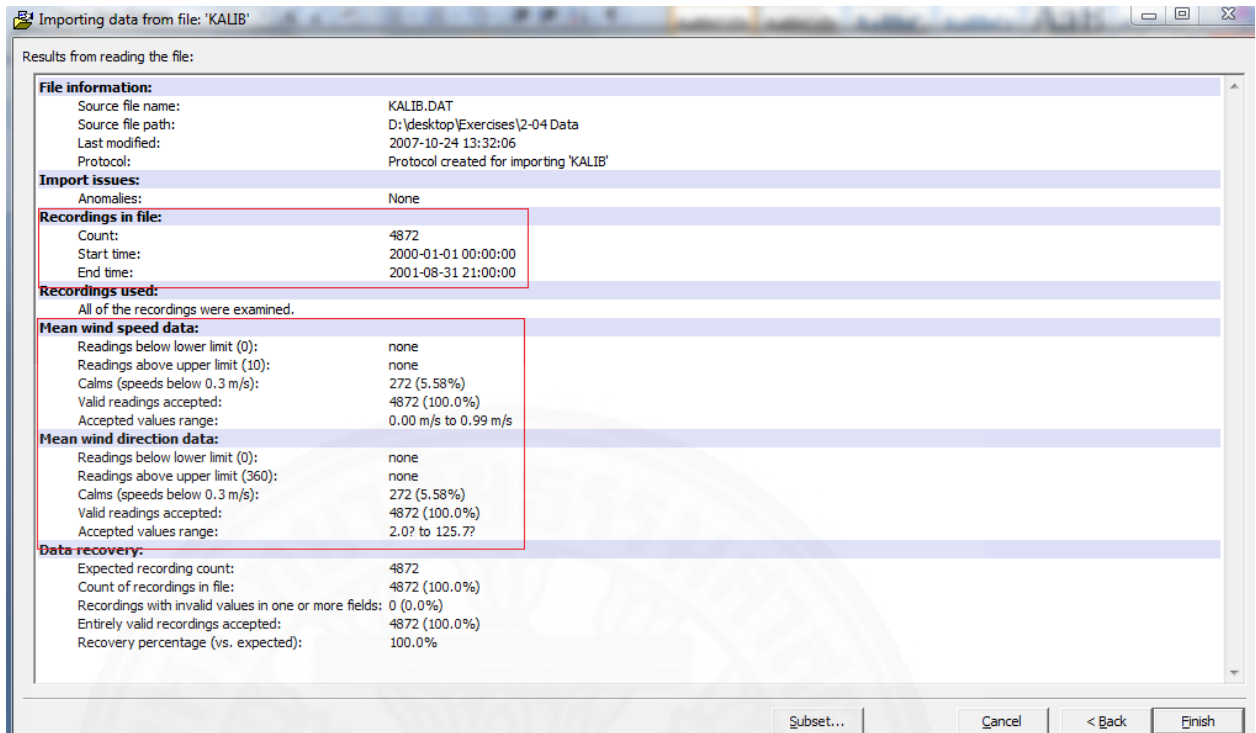 Importing data from file: 'KALIB'
Results from reading the file:
File information:
Source file name: KALIB.DAT
Source file path: D:\desktop\Exercises\2-04 Data
Last modified: 2007-10-24 13:32:06
Protocol: Protocol created for importing 'KALIB'
Import issues:
Anomalies: None
Recordings in file:
Count: 4872
Start time: 2000-01-01 00:00:00
End time: 2001-08-31 21:00:00
Recordings used:
All of the recordings were examined.
Mean wind speed data:
Readings below lower limit (0): none
Readings above upper limit (10): none
Calms (speeds below 0.3 m/s): 272 (5.58%)
Valid readings accepted: 4872 (100.0%)
Accepted values range: 0.00 m/s to 0.99 m/s
Mean wind direction data:
Readings below lower limit (0): none
Readings above upper limit (360): none
Calms (speeds below 0.3 m/s): 272 (5.58%)
Valid readings accepted: 4872 (100.0%)
Accepted values range: 2.0? to 125.7?
Data recovery:
Expected recording count: 4872
Count of recordings in file: 4872 (100.0%)
Recordings with invalid values in one or more fields: 0 (0.0%)
Entirely valid recordings accepted: 4872 (100.0%)
Recovery percentage (vs. expected): 100.0%
Subset... Cancel < Back Finish